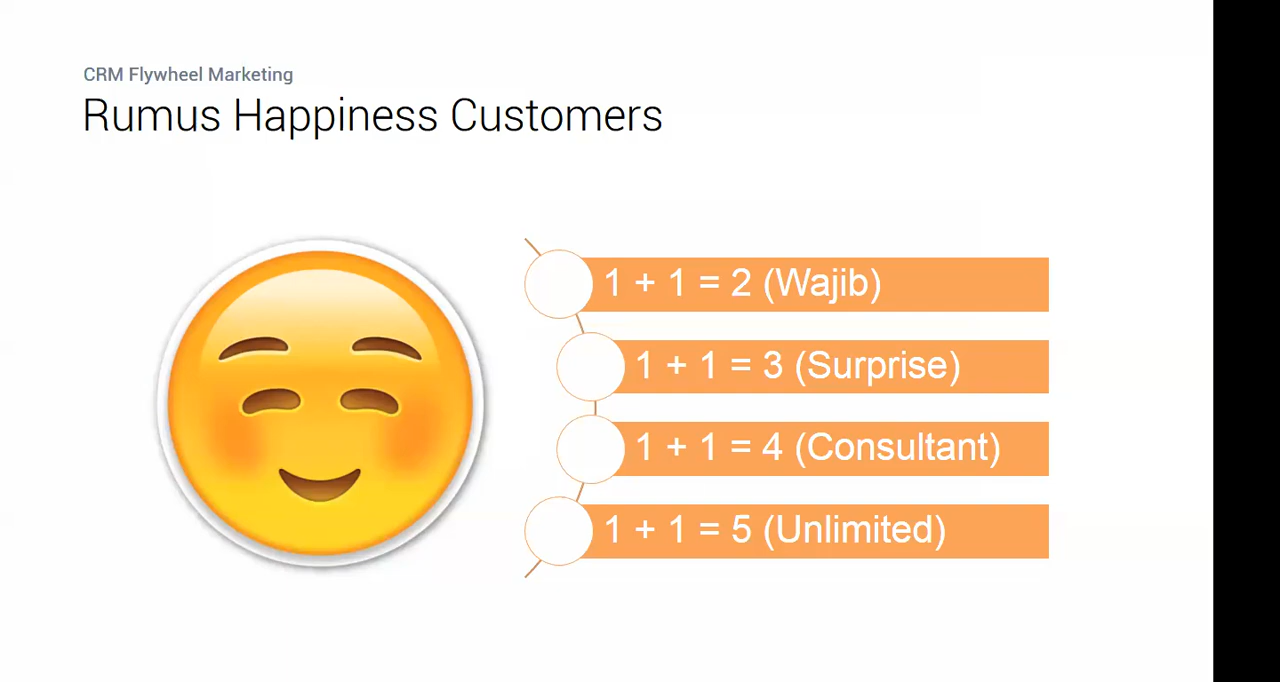 CRM Flywheel Marketing
Rumus Happiness Customers
1 + 1 = 2 (Wajib)
1 + 1 = 3 (Surprise)
1 + 1 = 4 (Consultant)
1 + 1 = 5 (Unlimited)